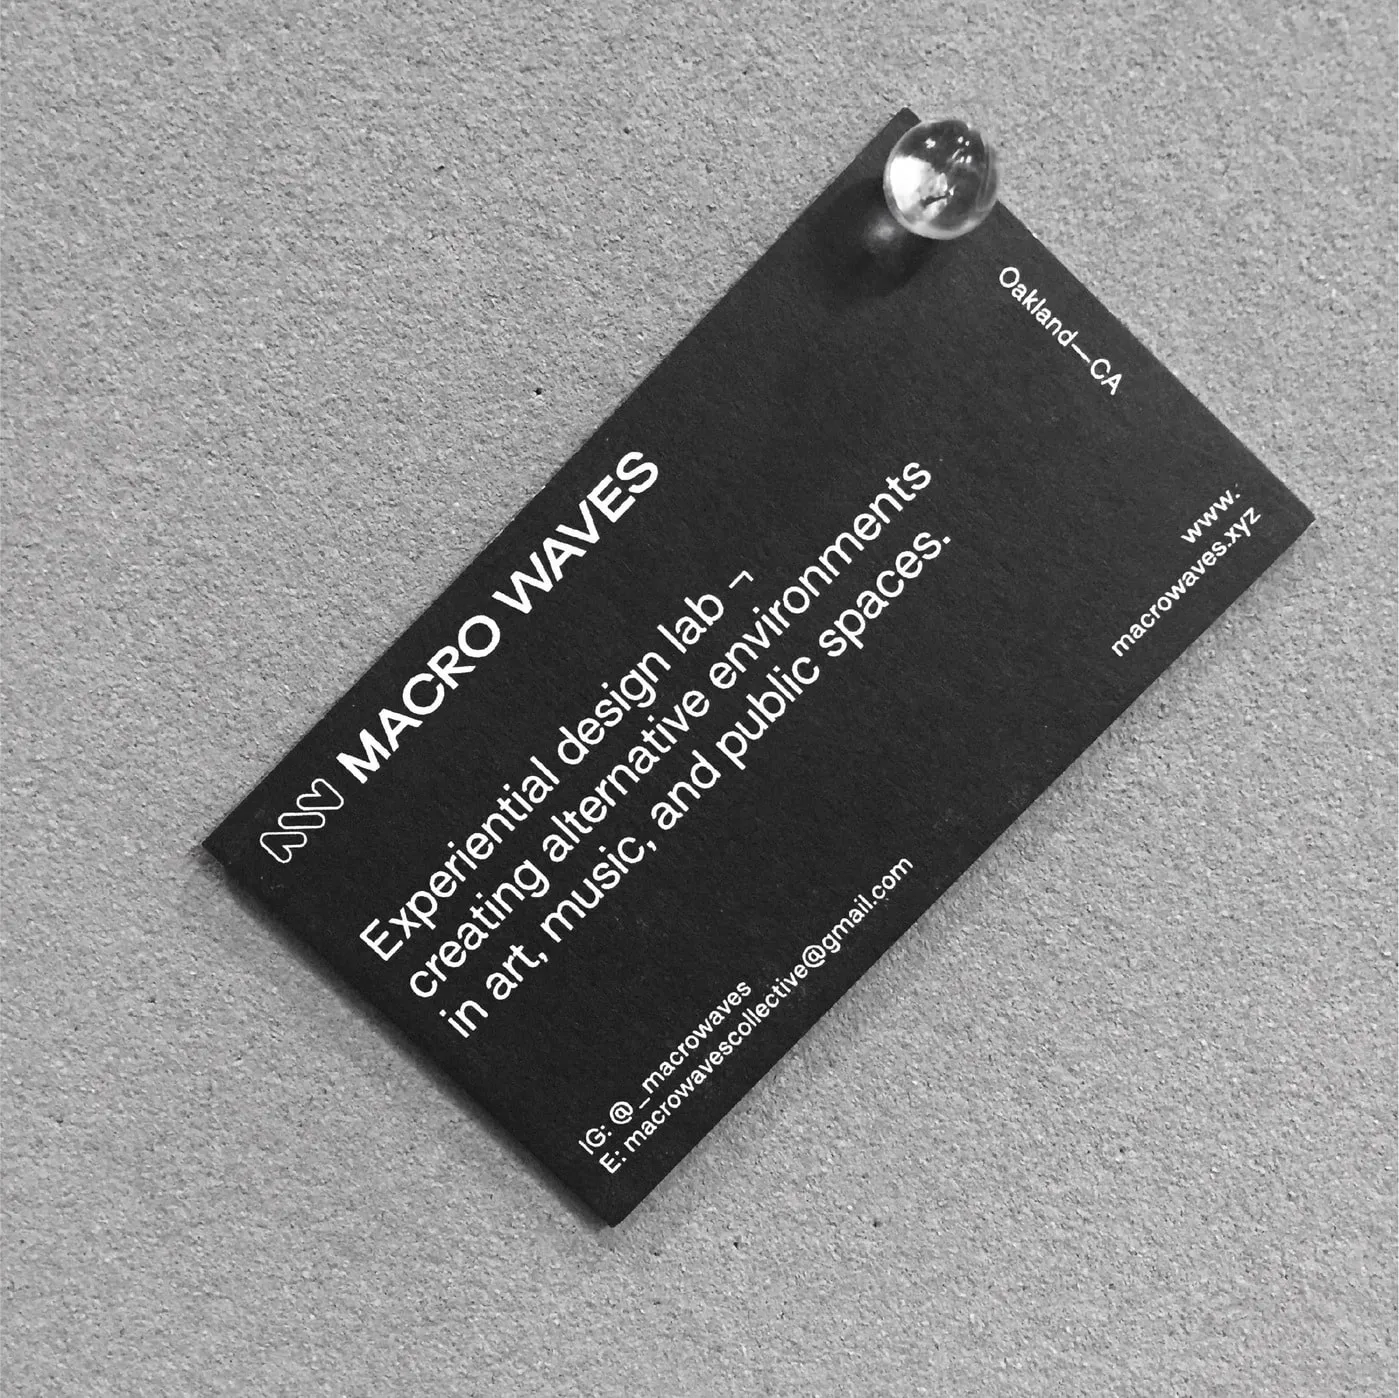 MACRO WAVES
Experiential design lab ¬
creating alternative environments
in art, music, and public spaces.
Oakland—CA
IG: @_macrowaves
E: macrowavescollective@gmail.com
www.
macrowaves.xyz